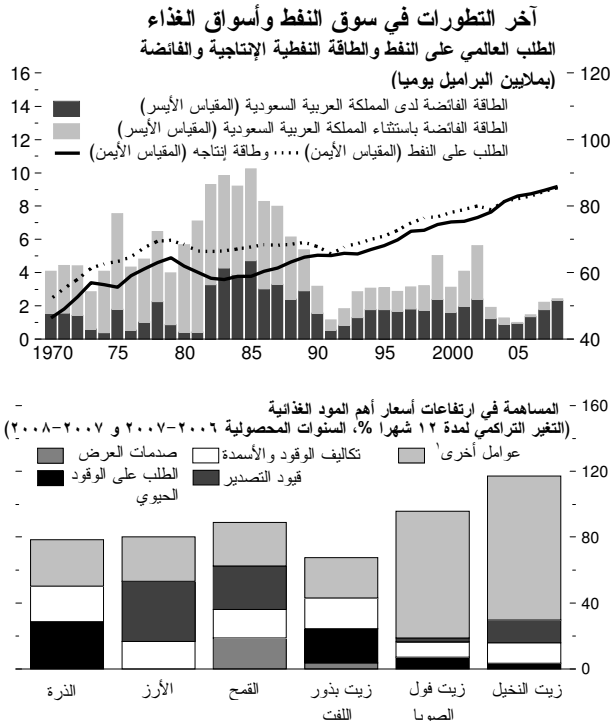 آخر التطورات في سوق النفط وأسواق الغذاء
الطلب العالمي على النفط والطاقة النفطية الإنتاجية والفائضة
(بملايين البراميل يوميا)
الطاقة الفائضة لدى المملكة العربية السعودية (المقياس الأيسر)
الطاقة الفائضة باستثناء المملكة العربية السعودية (المقياس الأيسر)
الطلب على النفط (المقياس الأيمن) وطاقة إنتاجه (المقياس الأيمن)
16 120
14
12 100
10
8 80
6
4 60
2
0 40
1970 75 80 85 90 95 2000 05
المساهمة في ارتفاعات أسعار أهم المود الغذائية
(التغير التراكمي لمدة ١٢ شهرا %، السنوات المحصولية ٢٠٠٦-٢٠٠٧ و ٢٠٠٧-٢٠٠٨)
صدمات العرض تكاليف الوقود والأسمدة عوامل أخرى١
الطلب على الوقود الحيوي قيود التصدير
160
120
80
40
0
الذرة الأرز القمح زيت بذور اللفت زيت فول الصويا زيت النخيل